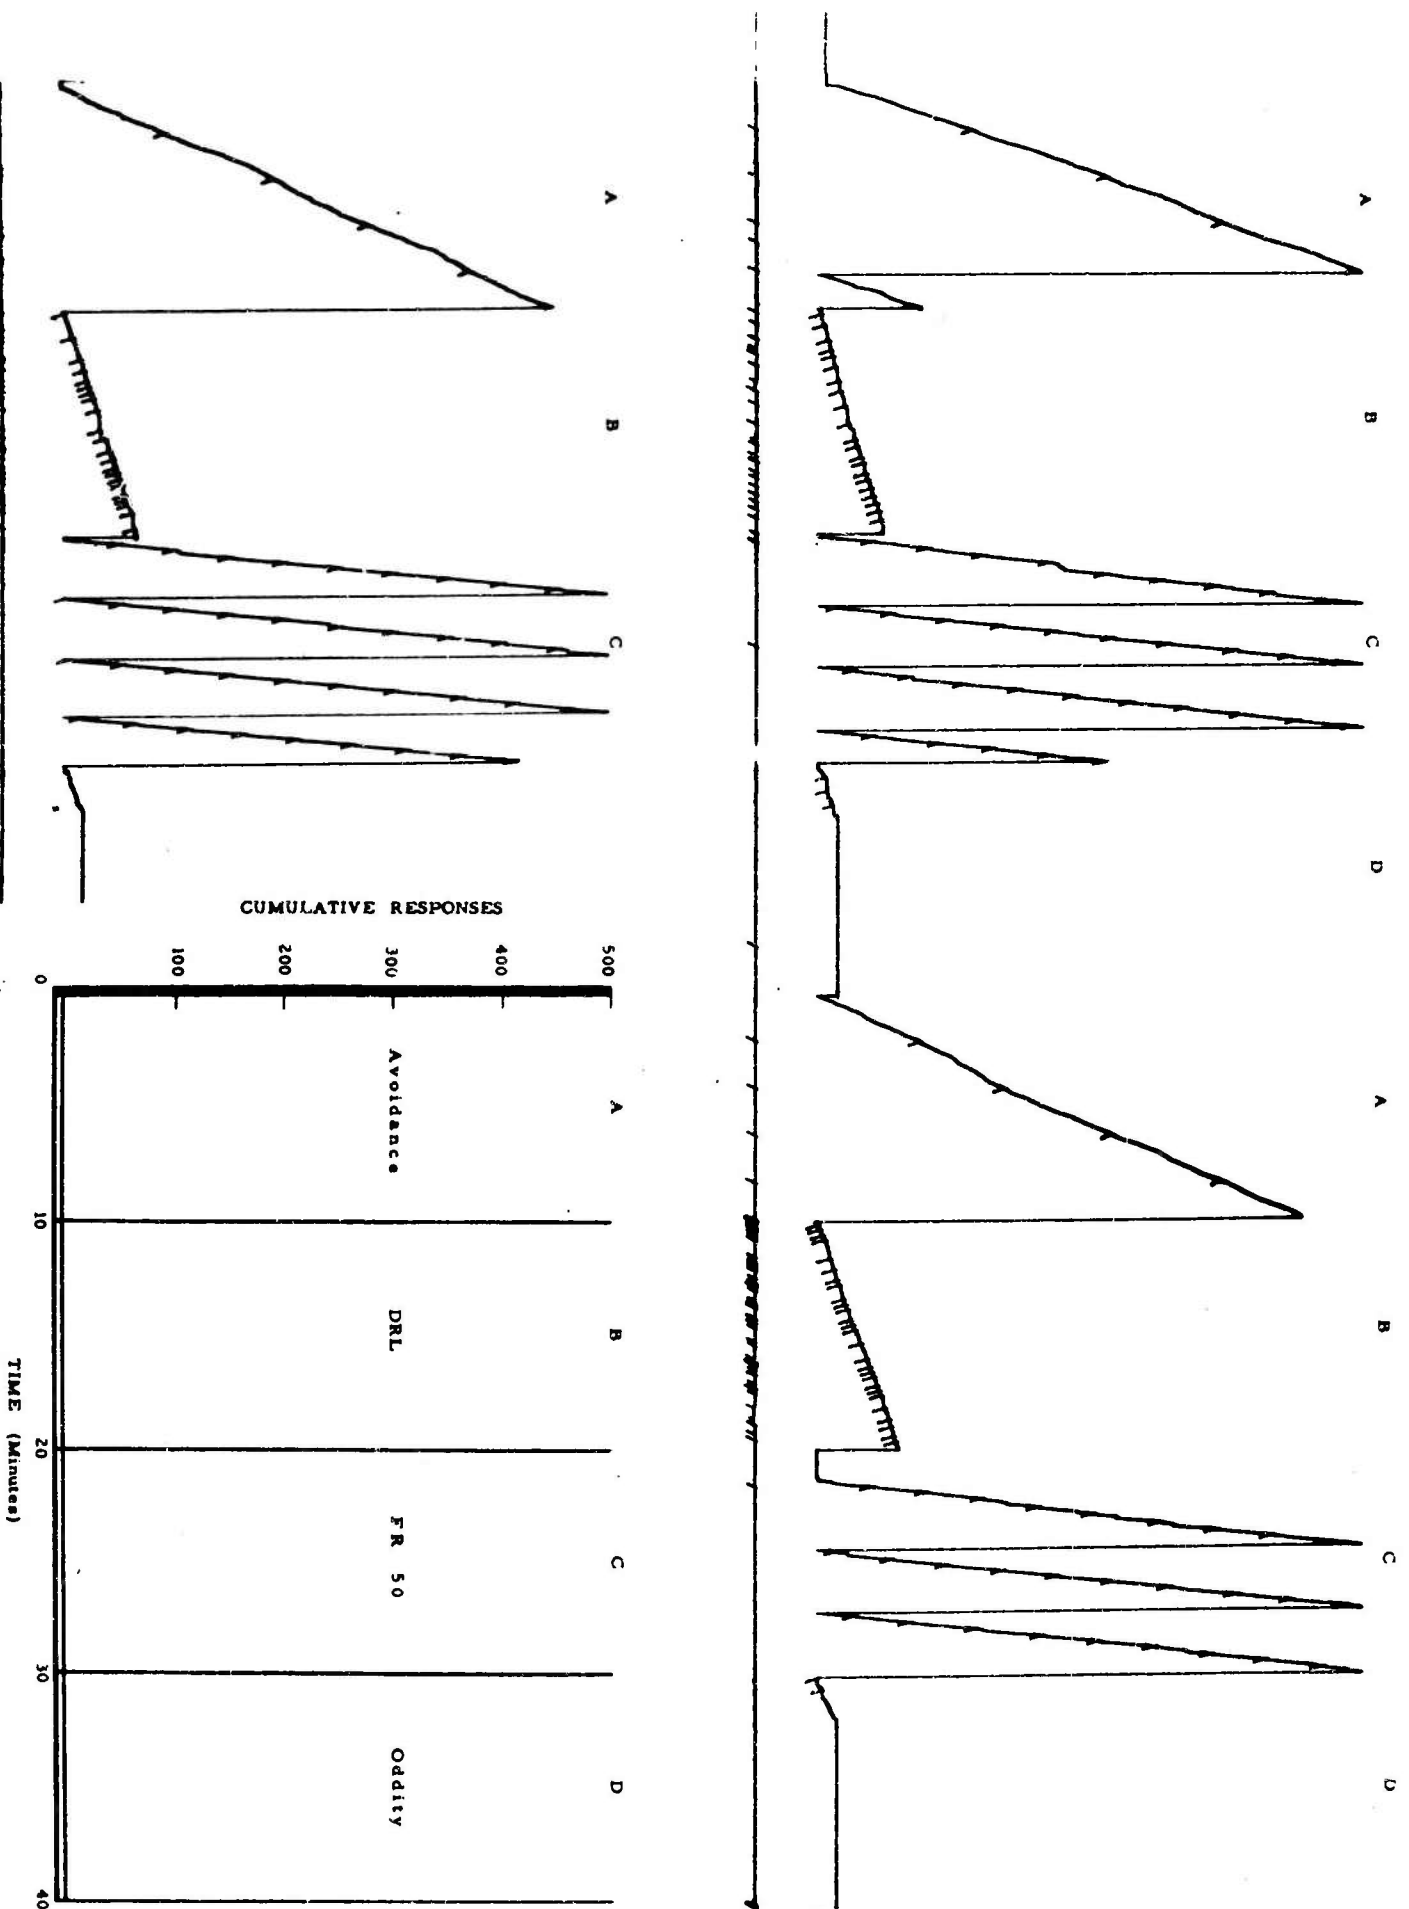 A B C D A B C D
A B C
CUMULATIVE RESPONSES
500
400
300
200
100
0
A B C D
Avoidance DRL FR 50 Oddity
10 20 30 40
TIME (Minutes)